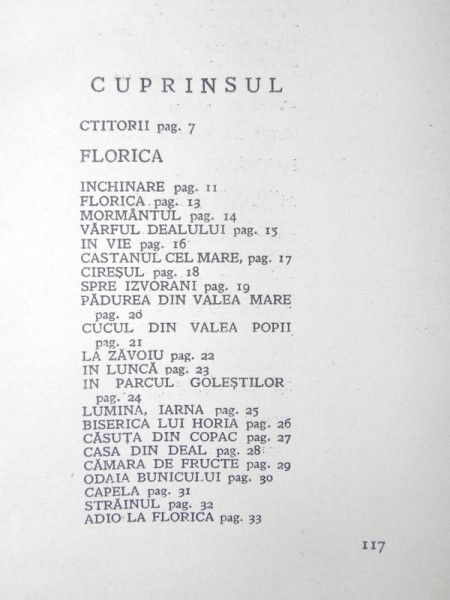 CUPRINSUL
CTITORII pag. 7
FLORICA
INCHINARE pag. 11
FLORICA pag. 13
MORMÂNTUL pag. 14
VÂRFUL DEALULUI pag. 15
IN VIE pag. 16
CASTANUL CEL MARE, pag. 17
CIREȘUL pag. 18
SPRE IZVORANI pag. 19
PĂDUREA DIN VALEA MARE
pag. 20
CUCUL DIN VALEA POPII
pag. 21
LA ZĂVOIU pag. 22
IN LUNCĂ pag. 23
IN PARCUL GOLEȘTILOR
pag. 24
LUMINA, IARNA pag. 25
BISERICA LUI HORIA pag. 26
CĂSUȚA DIN COPAC pag. 27
CASA DIN DEAL pag. 28
CĂMARA DE FRUCTE pag. 29
ODAIA BUNICULUI pag. 30
CAPELA pag. 31
STRĂINUL pag. 32
ADIO LA FLORICA pag. 33
117